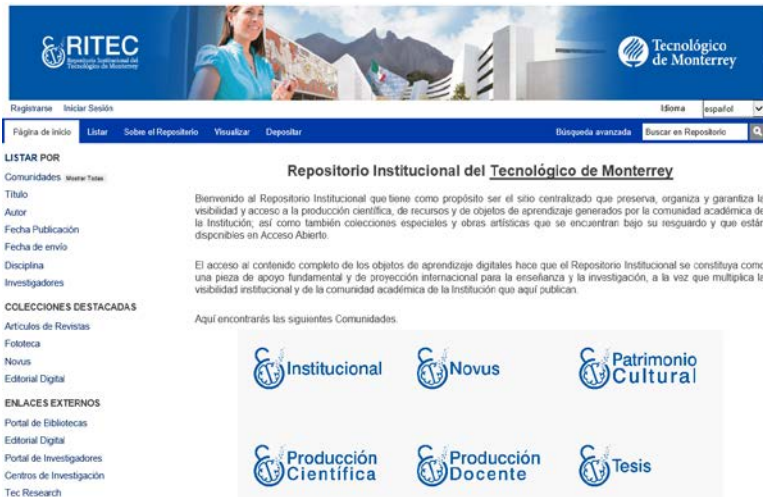 RITEC
Repositorio Institucional del
Tecnológico de Monterrey
Tecnológico
de Monterrey
Registrarse Iniciar Sesión
Idioma español
Página de inicio Listar Sobre el Repositorio Visualizar Depositar Búsqueda avanzada Buscar en Repositorio
LISTAR POR
Comunidades Mostrar Todas
Título
Autor
Fecha Publicación
Fecha de envío
Disciplina
Investigadores
COLECCIONES DESTACADAS
Artículos de Revistas
Fototeca
Novus
Editorial Digital
ENLACES EXTERNOS
Portal de Bibliotecas
Editorial Digital
Portal de Investigadores
Centros de Investigación
Tec Research
Repositorio Institucional del Tecnológico de Monterrey
Bienvenido al Repositorio Institucional que tiene como propósito ser el sitio centralizado que preserva, organiza y garantiza la
visibilidad y acceso a la producción científica, de recursos y de objetos de aprendizaje generados por la comunidad académica de
la Institución; así como también colecciones especiales y obras artísticas que se encuentran bajo su resguardo y que están
disponibles en Acceso Abierto.
El acceso al contenido completo de los objetos de aprendizaje digitales hace que el Repositorio Institucional se constituya como
una pieza de apoyo fundamental y de proyección internacional para la enseñanza y la investigación, a la vez que multiplica la
visibilidad institucional y de la comunidad académica de la Institución que aquí publican.
Aquí encontrarás las siguientes Comunidades.
Institucional
Novus
Patrimonio
Cultural
Producción
Científica
Producción
Docente
Tesis